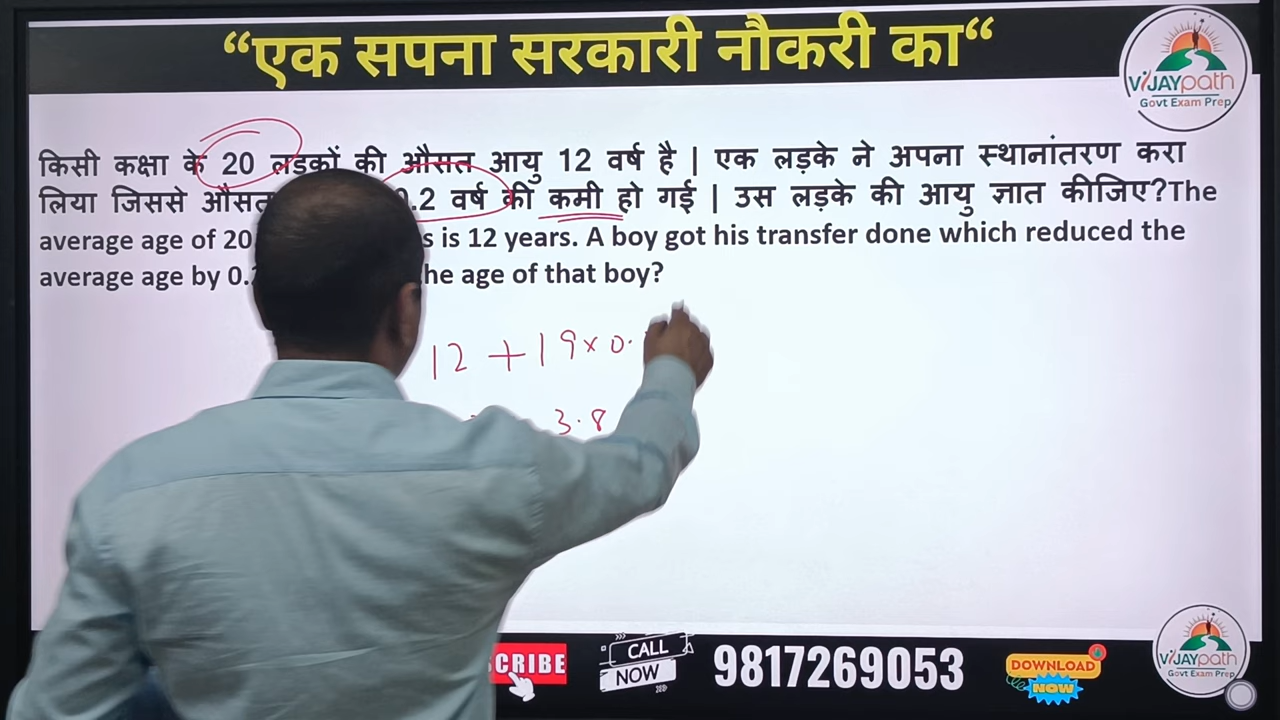 “एक सपना सरकारी नौकरी का“
VIJAYpath
Govt Exam Prep
किसी कक्षा के 20 लड़कों की औसत आयु 12 वर्ष है | एक लड़के ने अपना स्थानांतरण करा
लिया जिससे औसत .2 वर्ष की कमी हो गई | उस लड़के की आयु ज्ञात कीजिए?The
average age of 20 is 12 years. A boy got his transfer done which reduced the
average age by 0. the age of that boy?
12 + 19 × 0.
3.8
CALL
NOW
9817269053
DOWNLOAD
NOW
VIJAYpath
Govt Exam Prep